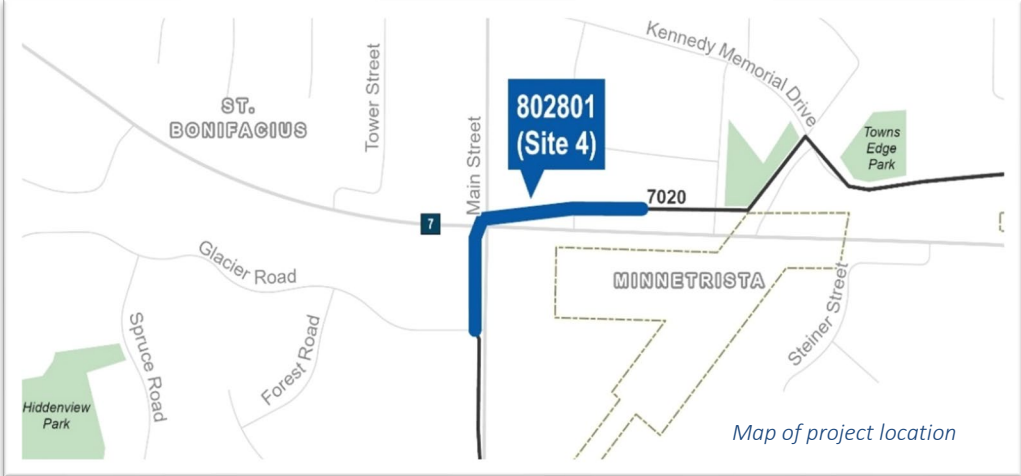 Kennedy Memorial Drive
ST.
BONIFACIUS
Tower Street
Main Street
802801
(Site 4)
Towns
Edge
Park
7020
7
Glacier Road
MINNETRISTA
Steiner Street
Spruce Road
Forest Road
Hiddenview
Park
Map of project location